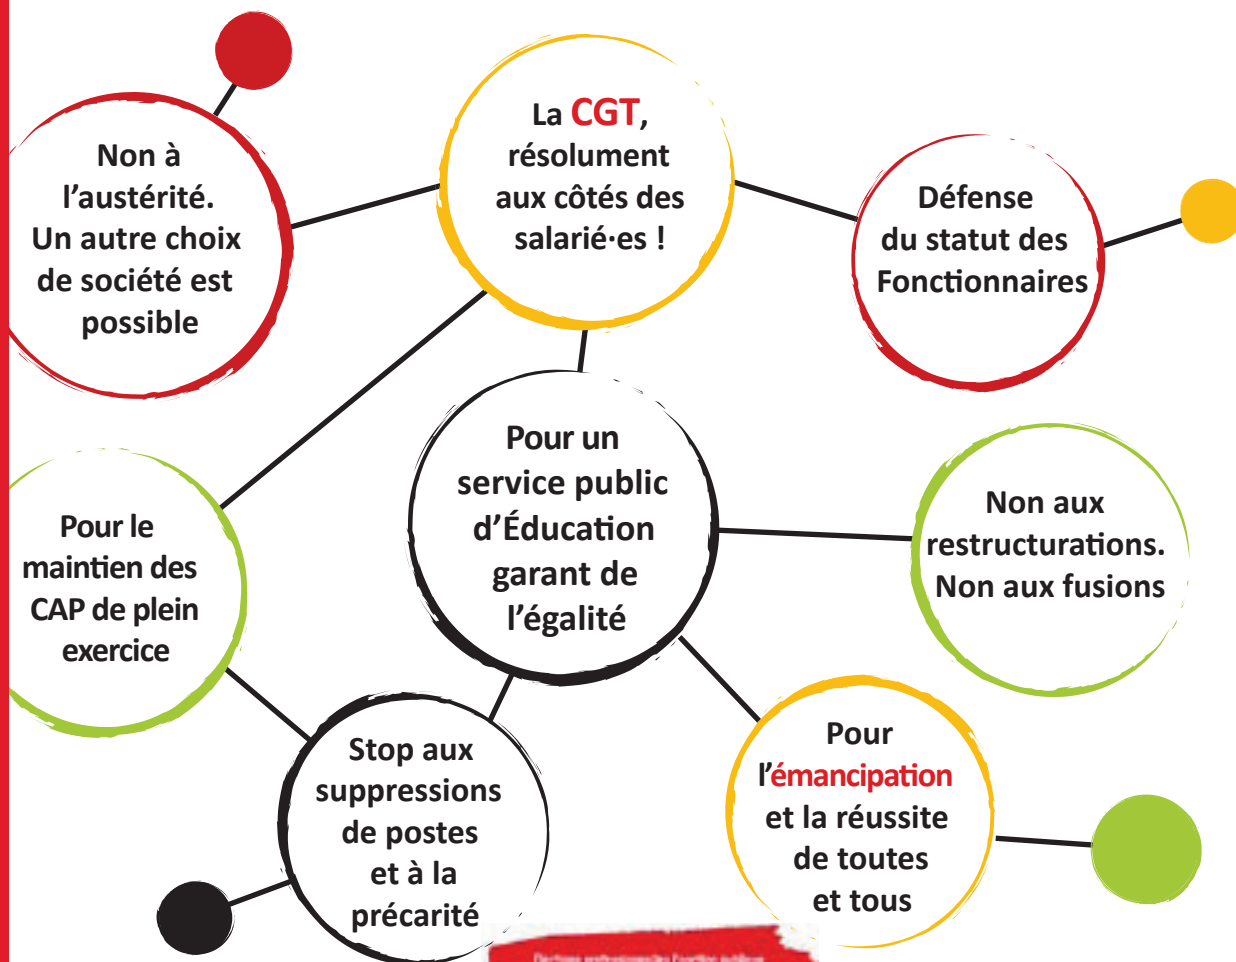 Non à
l'austérité.
Un autre choix
de société est
possible
La CGT,
résolument
aux côtés des
salarié·es !
Défense
du statut des
Fonctionnaires
Pour le
maintien des
CAP de plein
exercice
Pour un
service public
d'Éducation
garant de
l'égalité
Non aux
restructurations.
Non aux fusions
Stop aux
suppressions
de postes
et à la
précarité
Pour
l'émancipation
et la réussite
de toutes
et tous